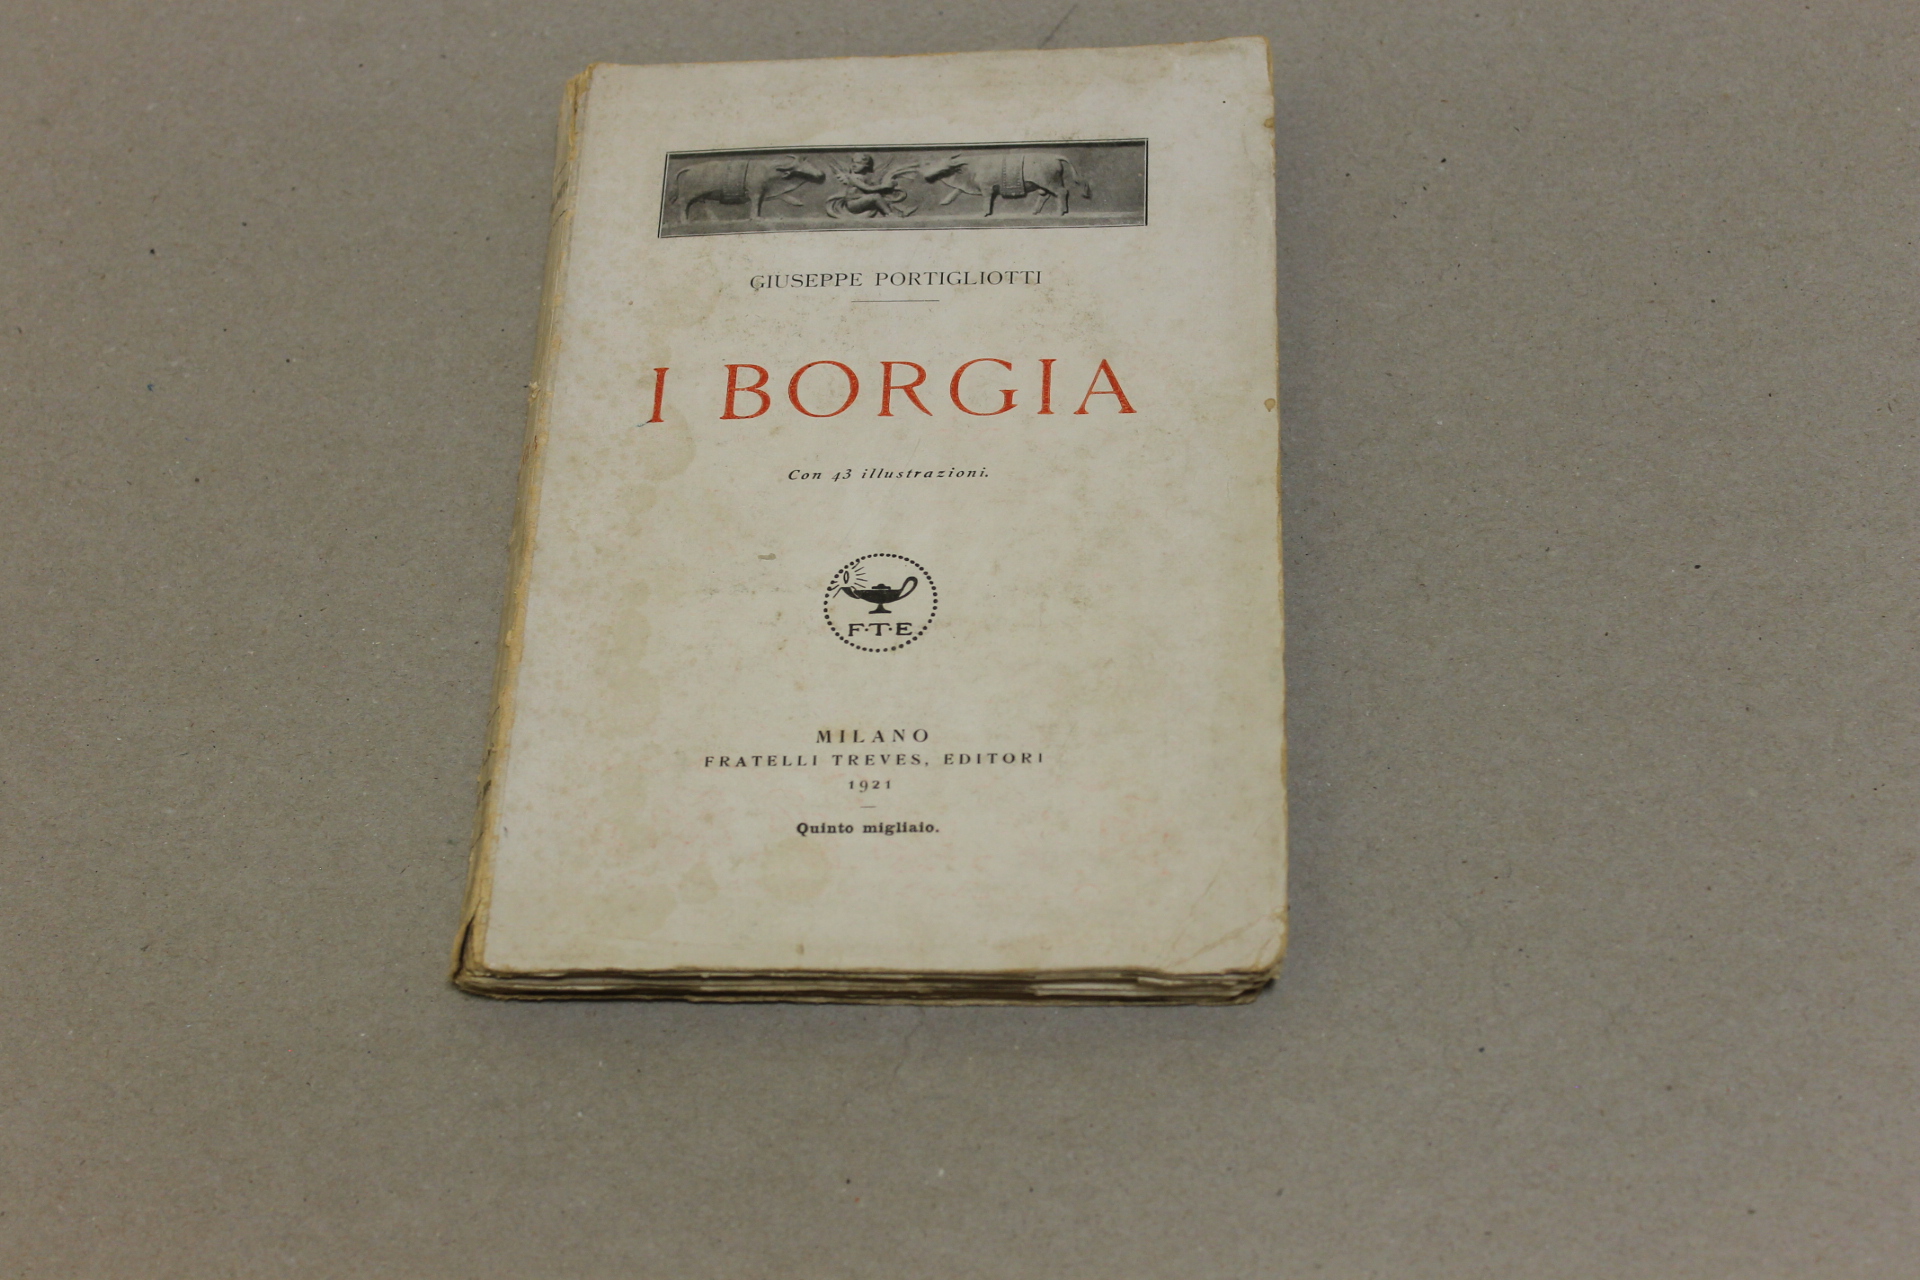 GIUSEPPE PORTIGLIOTTI
I BORGIA
Con 43 illustrazioni.
F·T·E
MILANO
FRATELLI TREVES, EDITORI
1921
Quinto migliaio.